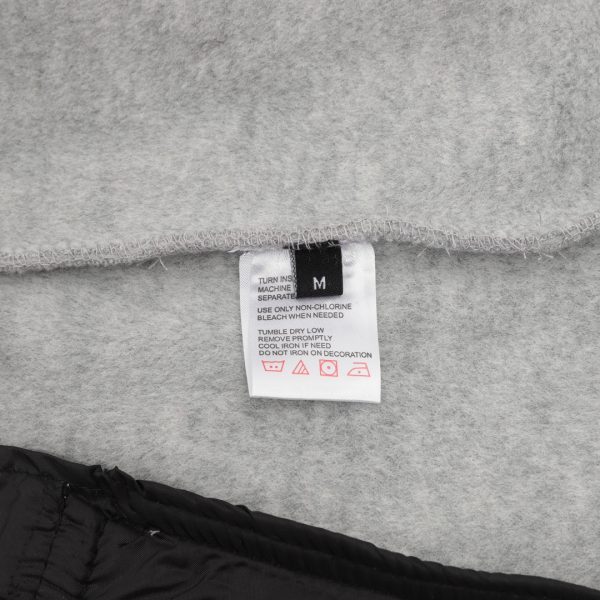 M
TURN INS
MACHINE
SEPARATE
USE ONLY NON-CHLORINE
BLEACH WHEN NEEDED
TUMBLE DRY LOW
REMOVE PROMPTLY
COOL IRON IF NEED
DO NOT IRON ON DECORATION